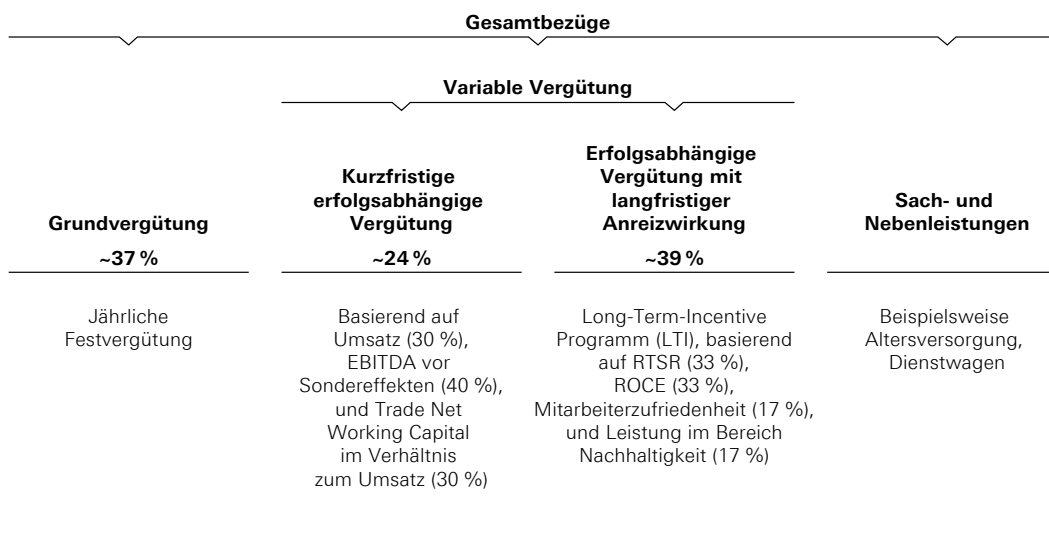 Gesamtbezüge
Variable Vergütung
Grundvergütung
~37 %
Jährliche
Festvergütung
Kurzfristige
erfolgsabhängige
Vergütung
~24 %
Basierend auf
Umsatz (30 %),
EBITDA vor
Sondereffekten (40 %),
und Trade Net
Working Capital
im Verhältnis
zum Umsatz (30 %)
Erfolgsabhängige
Vergütung mit
langfristiger
Anreizwirkung
~39 %
Long-Term-Incentive
Programm (LTI), basierend
auf RTSR (33 %),
ROCE (33 %),
Mitarbeiterzufriedenheit (17 %),
und Leistung im Bereich
Nachhaltigkeit (17 %)
Sach- und
Nebenleistungen
Beispielsweise
Altersversorgung,
Dienstwagen